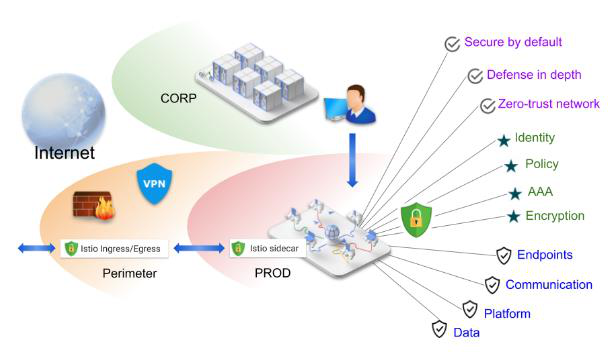 Secure by default
Defense in depth
CORP
Zero-trust network
Identity
Internet
Policy
VPN
AAA
Encryption
Istio Ingress/Egress
Istio sidecar
Endpoints
Perimeter
PROD
Communication
Platform
Data